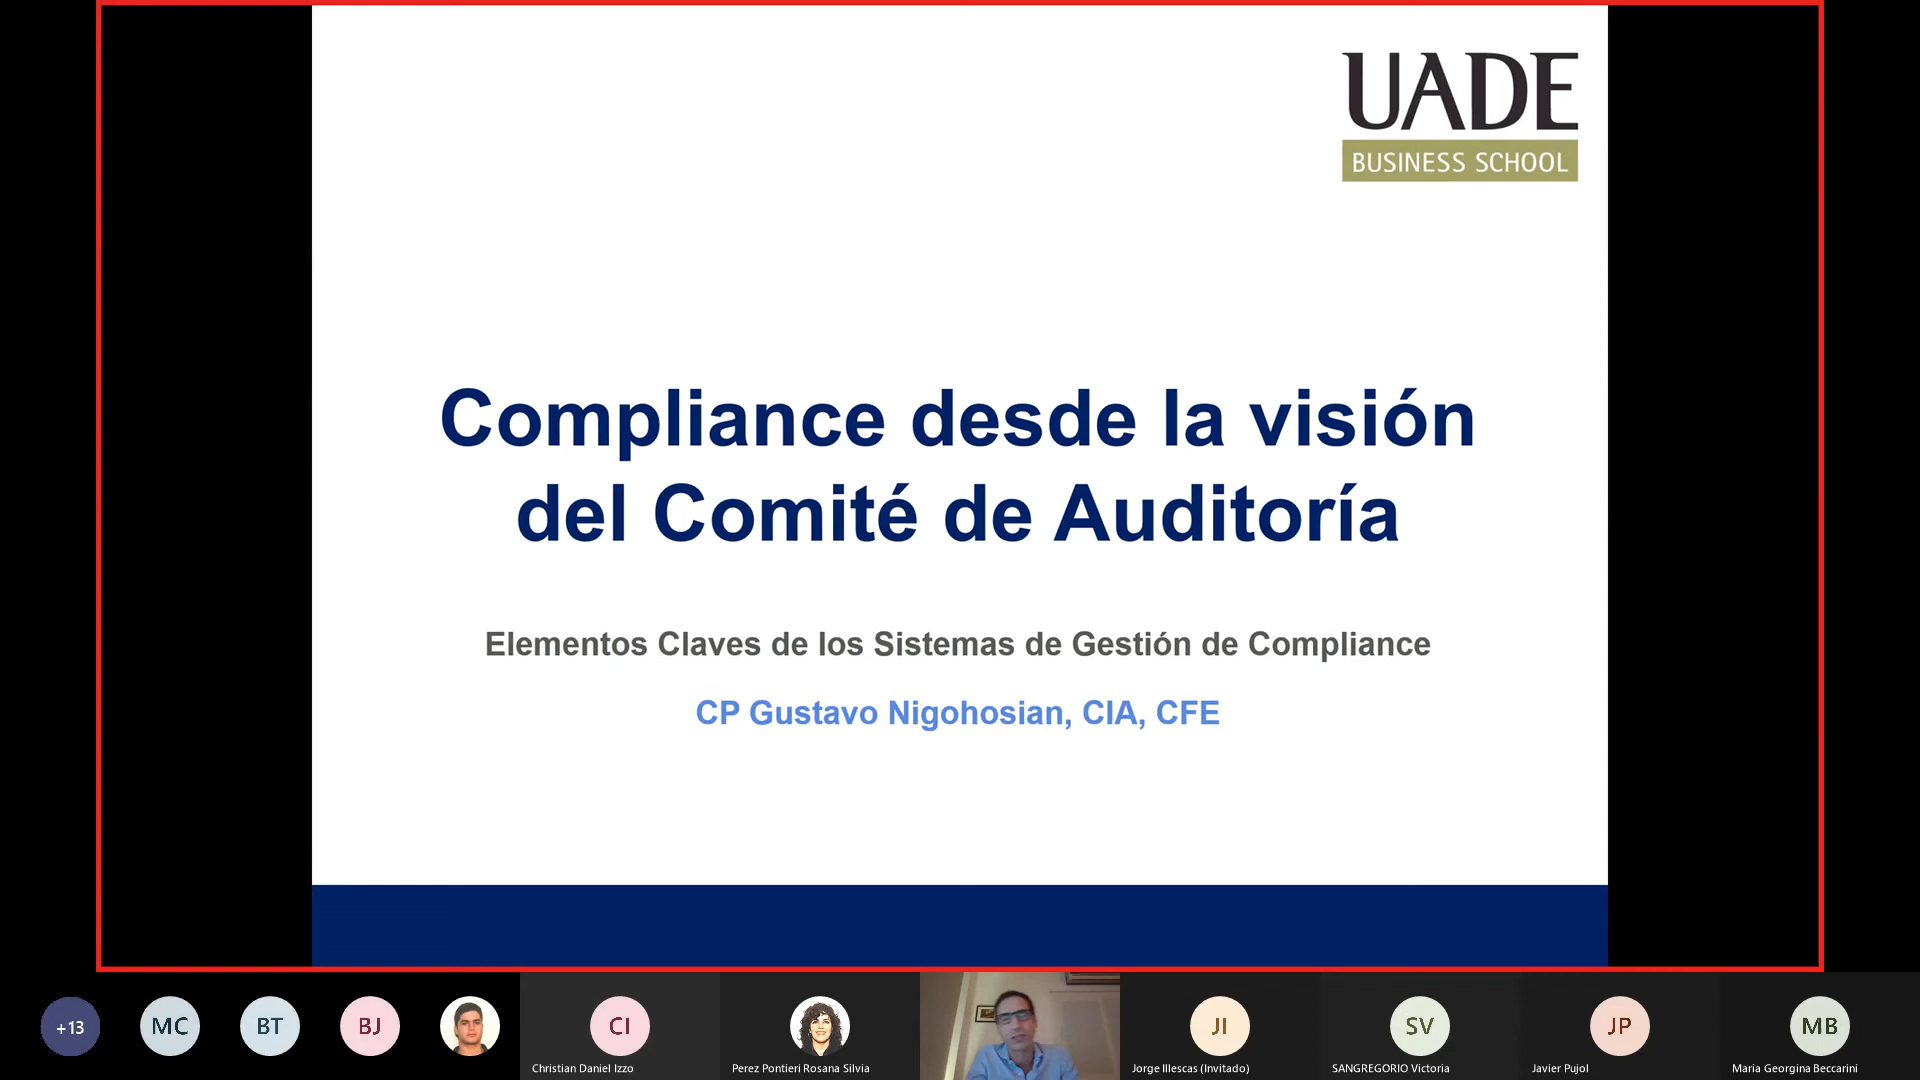 UADE
BUSINESS SCHOOL
Compliance desde la visión
del Comité de Auditoría
Elementos Claves de los Sistemas de Gestión de Compliance
CP Gustavo Nigohosian, CIA, CFE
+13
MC
BT
BJ
CI
Christian Daniel Izzo
Perez Pontieri Rosana Silvia
JI
Jorge Illescas (Invitado)
SV
SANGREGORIO Victoria
JP
Javier Pujol
MB
Maria Georgina Beccarini